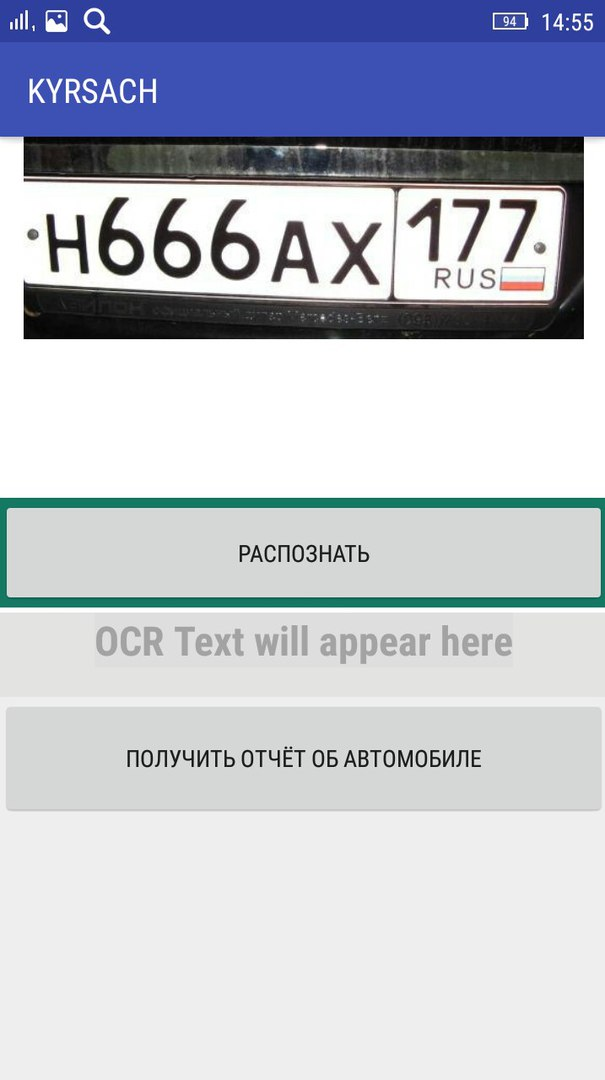 94 14:55
KYRSACH
Н666АХ 177
RUS
РАСПОЗНАТЬ
OCR Text will appear here
ПОЛУЧИТЬ ОТЧЁТ ОБ АВТОМОБИЛЕ